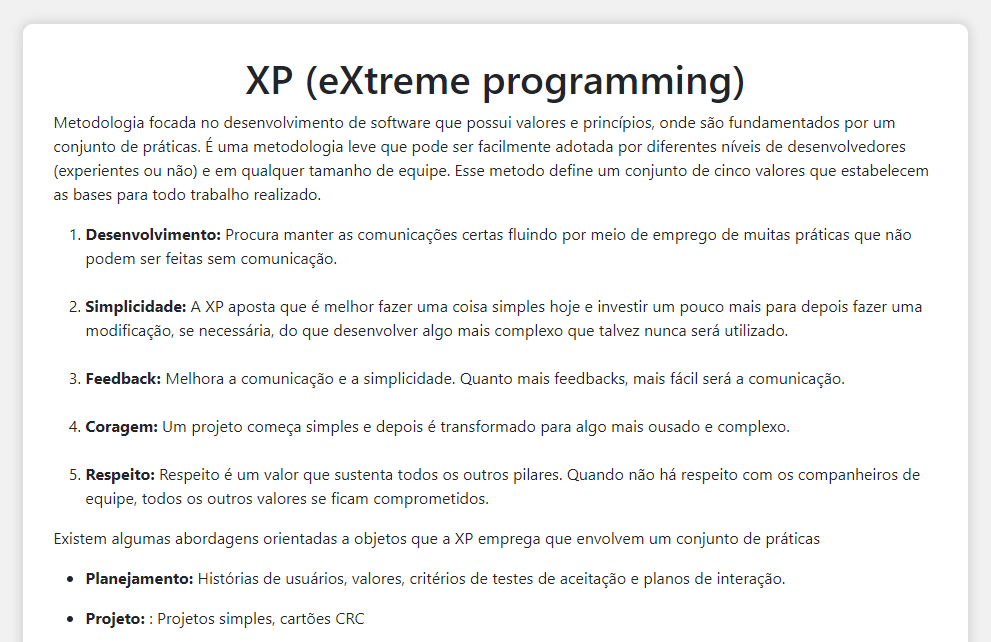 XP (eXtreme programming)
Metodologia focada no desenvolvimento de software que possui valores e princípios, onde são fundamentados por um
conjunto de práticas. É uma metodologia leve que pode ser facilmente adotada por diferentes níveis de desenvolvedores
(experientes ou não) e em qualquer tamanho de equipe. Esse metodo define um conjunto de cinco valores que estabelecem
as bases para todo trabalho realizado.
1. Desenvolvimento: Procura manter as comunicações certas fluindo por meio de emprego de muitas práticas que não
podem ser feitas sem comunicação.
2. Simplicidade: A XP aposta que é melhor fazer uma coisa simples hoje e investir um pouco mais para depois fazer uma
modificação, se necessária, do que desenvolver algo mais complexo que talvez nunca será utilizado.
3. Feedback: Melhora a comunicação e a simplicidade. Quanto mais feedbacks, mais fácil será a comunicação.
4. Coragem: Um projeto começa simples e depois é transformado para algo mais ousado e complexo.
5. Respeito: Respeito é um valor que sustenta todos os outros pilares. Quando não há respeito com os companheiros de
equipe, todos os outros valores se ficam comprometidos.
Existem algumas abordagens orientadas a objetos que a XP emprega que envolvem um conjunto de práticas
• Planejamento: Histórias de usuários, valores, critérios de testes de aceitação e planos de interação.
• Projeto: : Projetos simples, cartões CRC